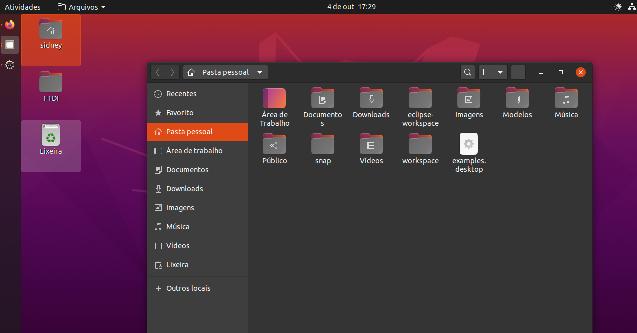 Atividades
Arquivos
4 de out 17:29
sidney
FTDI
Lixeira
Pasta pessoal
Recentes
Favorito
Pasta pessoal
Área de trabalho
Documentos
Downloads
Imagens
Música
Vídeos
Lixeira
Outros locais
Área de
Trabalho
Documento
s
Downloads
eclipse-
workspace
Imagens
Modelos
Música
Público
snap
Vídeos
workspace
examples.
desktop